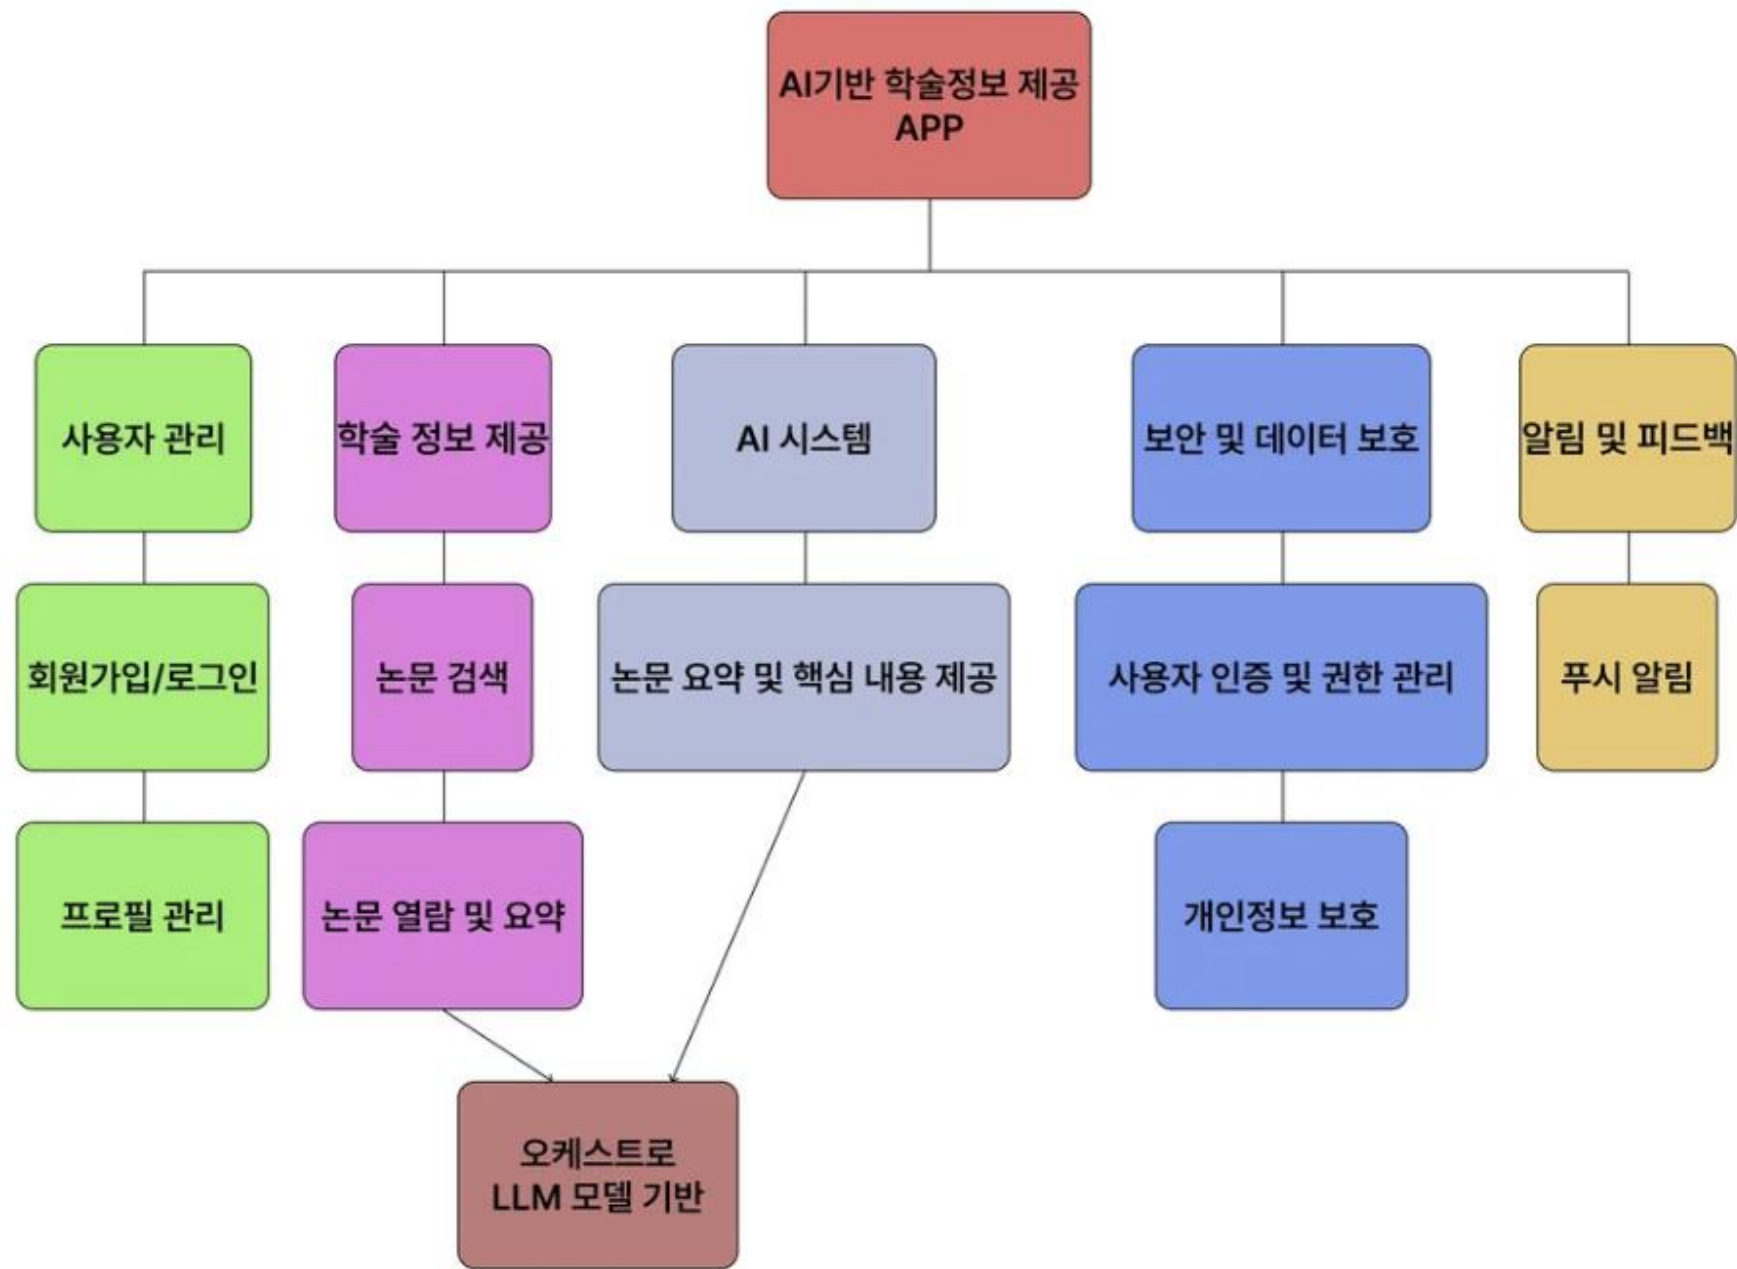 AI기반 학술정보 제공
APP
사용자 관리
학술 정보 제공
AI 시스템
보안 및 데이터 보호
알림 및 피드백
회원가입/로그인
논문 검색
논문 요약 및 핵심 내용 제공
사용자 인증 및 권한 관리
푸시 알림
프로필 관리
논문 열람 및 요약
개인정보 보호
오케스트로
LLM 모델 기반